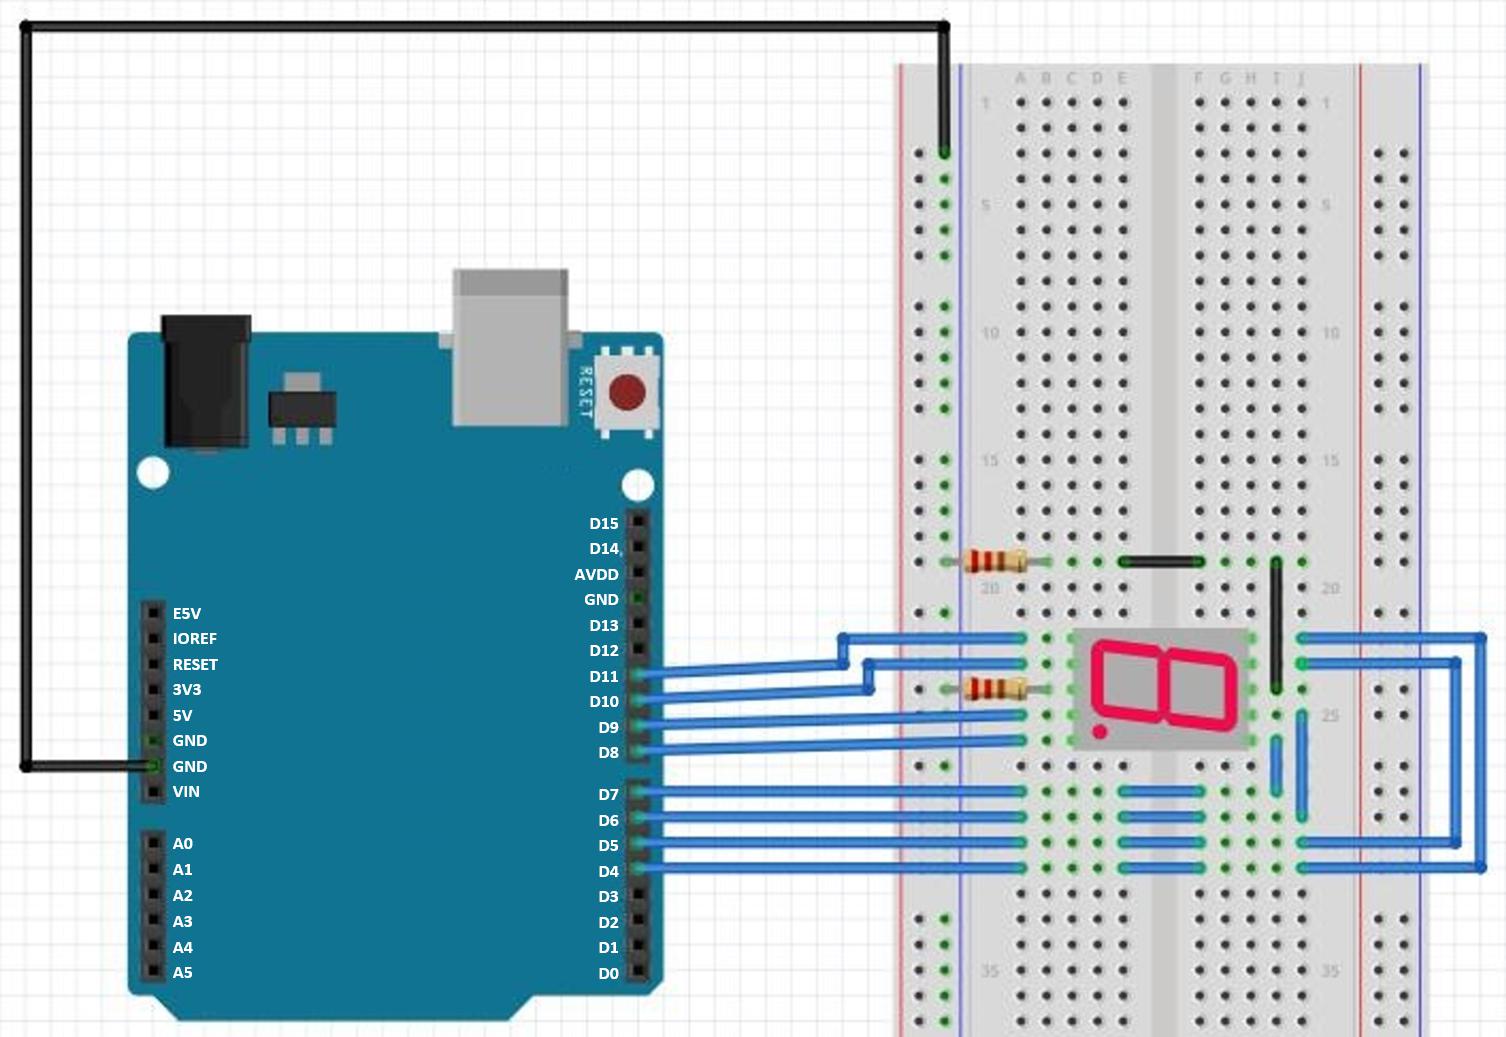 A B C D E F G H I J
1 1
5 5
10 10
15 15
20 20
25
35 35
RESET
D15
D14
AVDD
GND
D13
D12
D11
D10
D9
D8
D7
D6
D5
D4
D3
D2
D1
D0
E5V
IOREF
RESET
3V3
5V
GND
GND
VIN
A0
A1
A2
A3
A4
A5